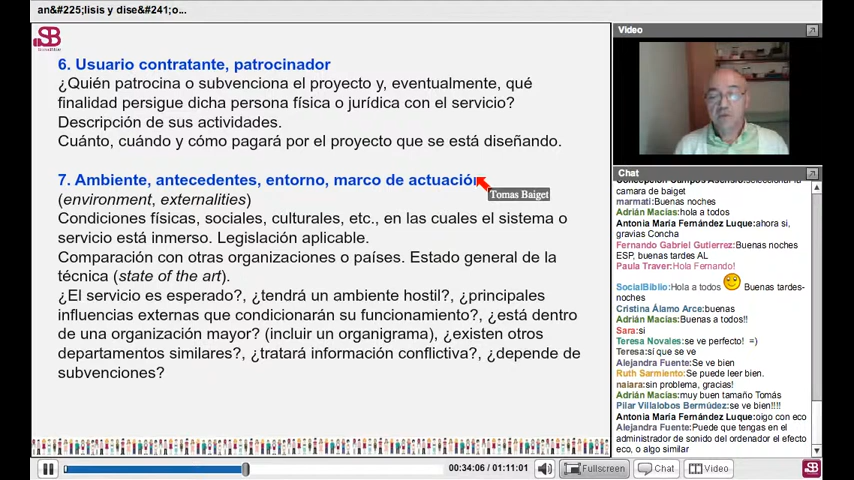 an&#225;lisis y dise&#241;o...
SB
6. Usuario contratante, patrocinador
¿Quién patrocina o subvenciona el proyecto y, eventualmente, qué
finalidad persigue dicha persona física o jurídica con el servicio?
Descripción de sus actividades.
Cuánto, cuándo y cómo pagará por el proyecto que se está diseñando.
7. Ambiente, antecedentes, entorno, marco de actuación
Tomas Baiget
(environment, externalities)
Condiciones físicas, sociales, culturales, etc., en las cuales el sistema o
servicio está inmerso. Legislación aplicable.
Comparación con otras organizaciones o países. Estado general de la
técnica (state of the art).
¿El servicio es esperado?, ¿tendrá un ambiente hostil?, ¿principales
influencias externas que condicionarán su funcionamiento?, ¿está dentro
de una organización mayor? (incluir un organigrama), ¿existen otros
departamentos similares?, ¿tratará información conflictiva?, ¿depende de
subvenciones?
Video
Chat
camara de baiget
marmati:Buenas noches
Adrián Macías:hola a todos
Antonia María Fernández Luque:ahora si,
gravias Concha
Fernando Gabriel Gutierrez:Buenas noches
ESP, buenas tardes AL
Paula Traver:Hola Fernando!
SocialBiblio:Hola a todos Buenas tardes-
noches
Cristina Álamo Arce:buenas
Adrián Macías:Buenas a todos!!
Sara:si
Teresa Novales:se ve perfecto! =)
Teresa:sí que se ve
Alejandra Fuente:Se ve bien
Ruth Sarmiento:Se puede leer bien.
naiara:sin problema, gracias!
Adrián Macías:muy buen tamaño Tomás
Pilar Villalobos Bermúdez:se ve bien!!!!
Antonia María Fernández Luque:oigo con eco
Alejandra Fuente:Puede que tengas en el
administrador de sonido del ordenador el efecto
eco, o algo similar
00:34:06 / 01:11:01
Fullscreen
Chat
Video
SB